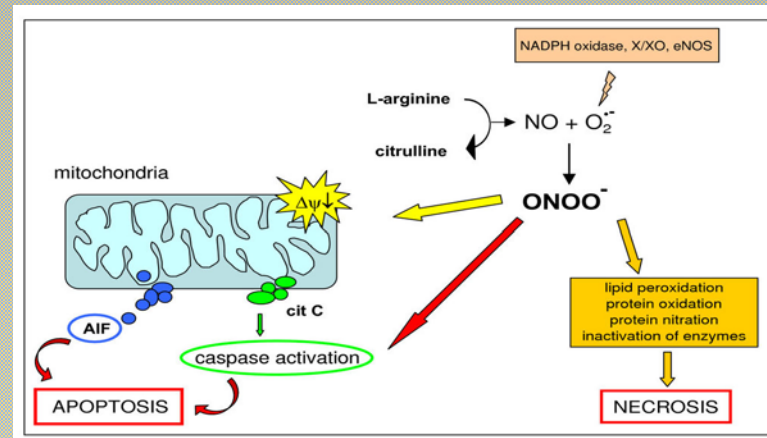 NADPH oxidase, X/XO, eNOS
L-arginine
NO + O₂•-
citrulline
mitochondria
Δψ↓
ONOO⁻
lipid peroxidation
protein oxidation
protein nitration
inactivation of enzymes
cit C
AIF
caspase activation
APOPTOSIS
NECROSIS